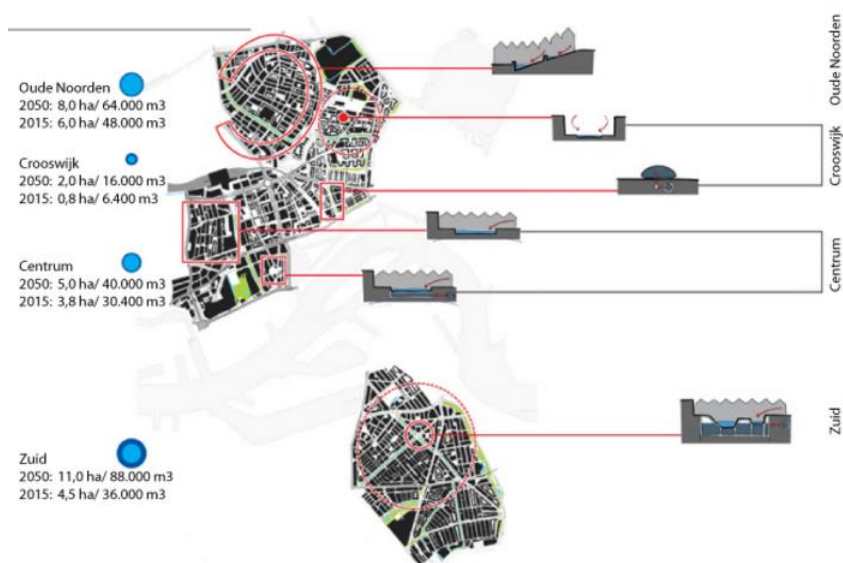 Oude Noorden
2050: 8,0 ha/ 64.000 m3
2015: 6,0 ha/ 48.000 m3
Crooswijk
2050: 2,0 ha/ 16.000 m3
2015: 0,8 ha/ 6.400 m3
Centrum
2050: 5,0 ha/ 40.000 m3
2015: 3,8 ha/ 30.400 m3
Zuid
2050: 11,0 ha/ 88.000 m3
2015: 4,5 ha/ 36.000 m3
Oude Noorden
Crooswijk
Centrum
Zuid